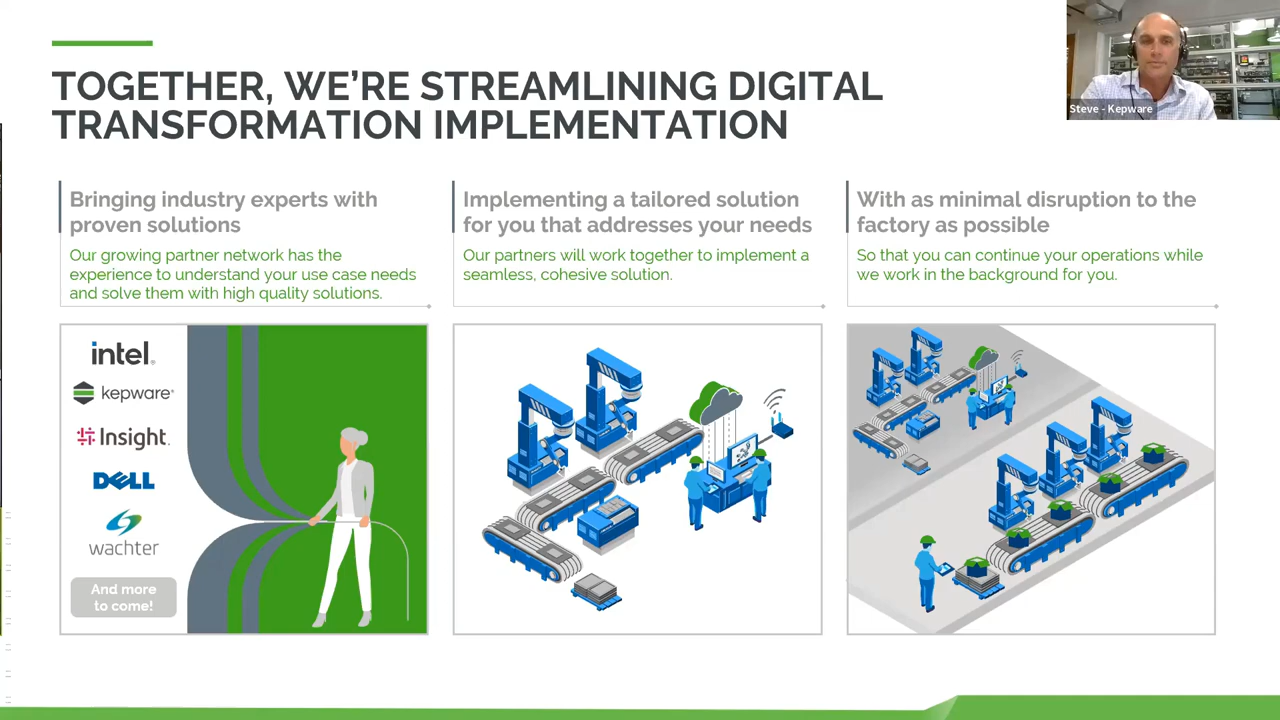 TOGETHER, WE'RE STREAMLINING DIGITAL
TRANSFORMATION IMPLEMENTATION
Steve - Kepware
Bringing industry experts with
proven solutions
Our growing partner network has the
experience to understand your use case needs
and solve them with high quality solutions.
Implementing a tailored solution
for you that addresses your needs
Our partners will work together to implement a
seamless, cohesive solution.
With as minimal disruption to the
factory as possible
So that you can continue your operations while
we work in the background for you.
intel®
kepware®
Insight.
DELL
wachter
And more
to come!